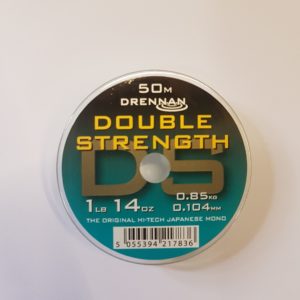 50M
DRENNAN
DOUBLE
STRENGTH
DS
1LB 14OZ
0.85KG
0.104MM
THE ORIGINAL HI-TECH JAPANESE MONO
5 055394 217836